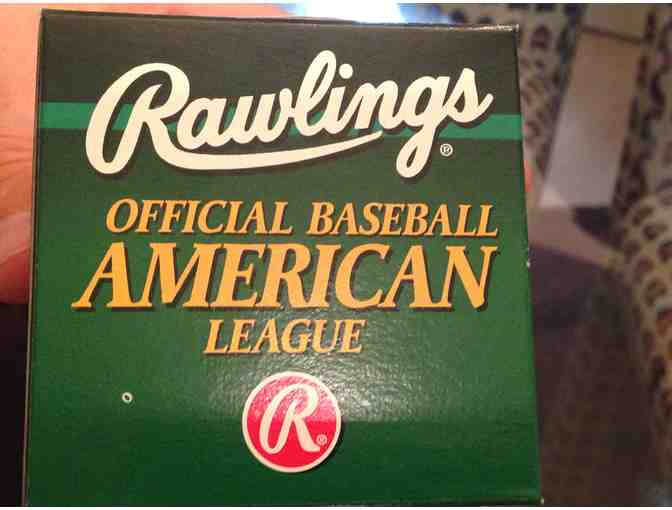 Rawlings®
OFFICIAL BASEBALL
AMERICAN
LEAGUE
R®